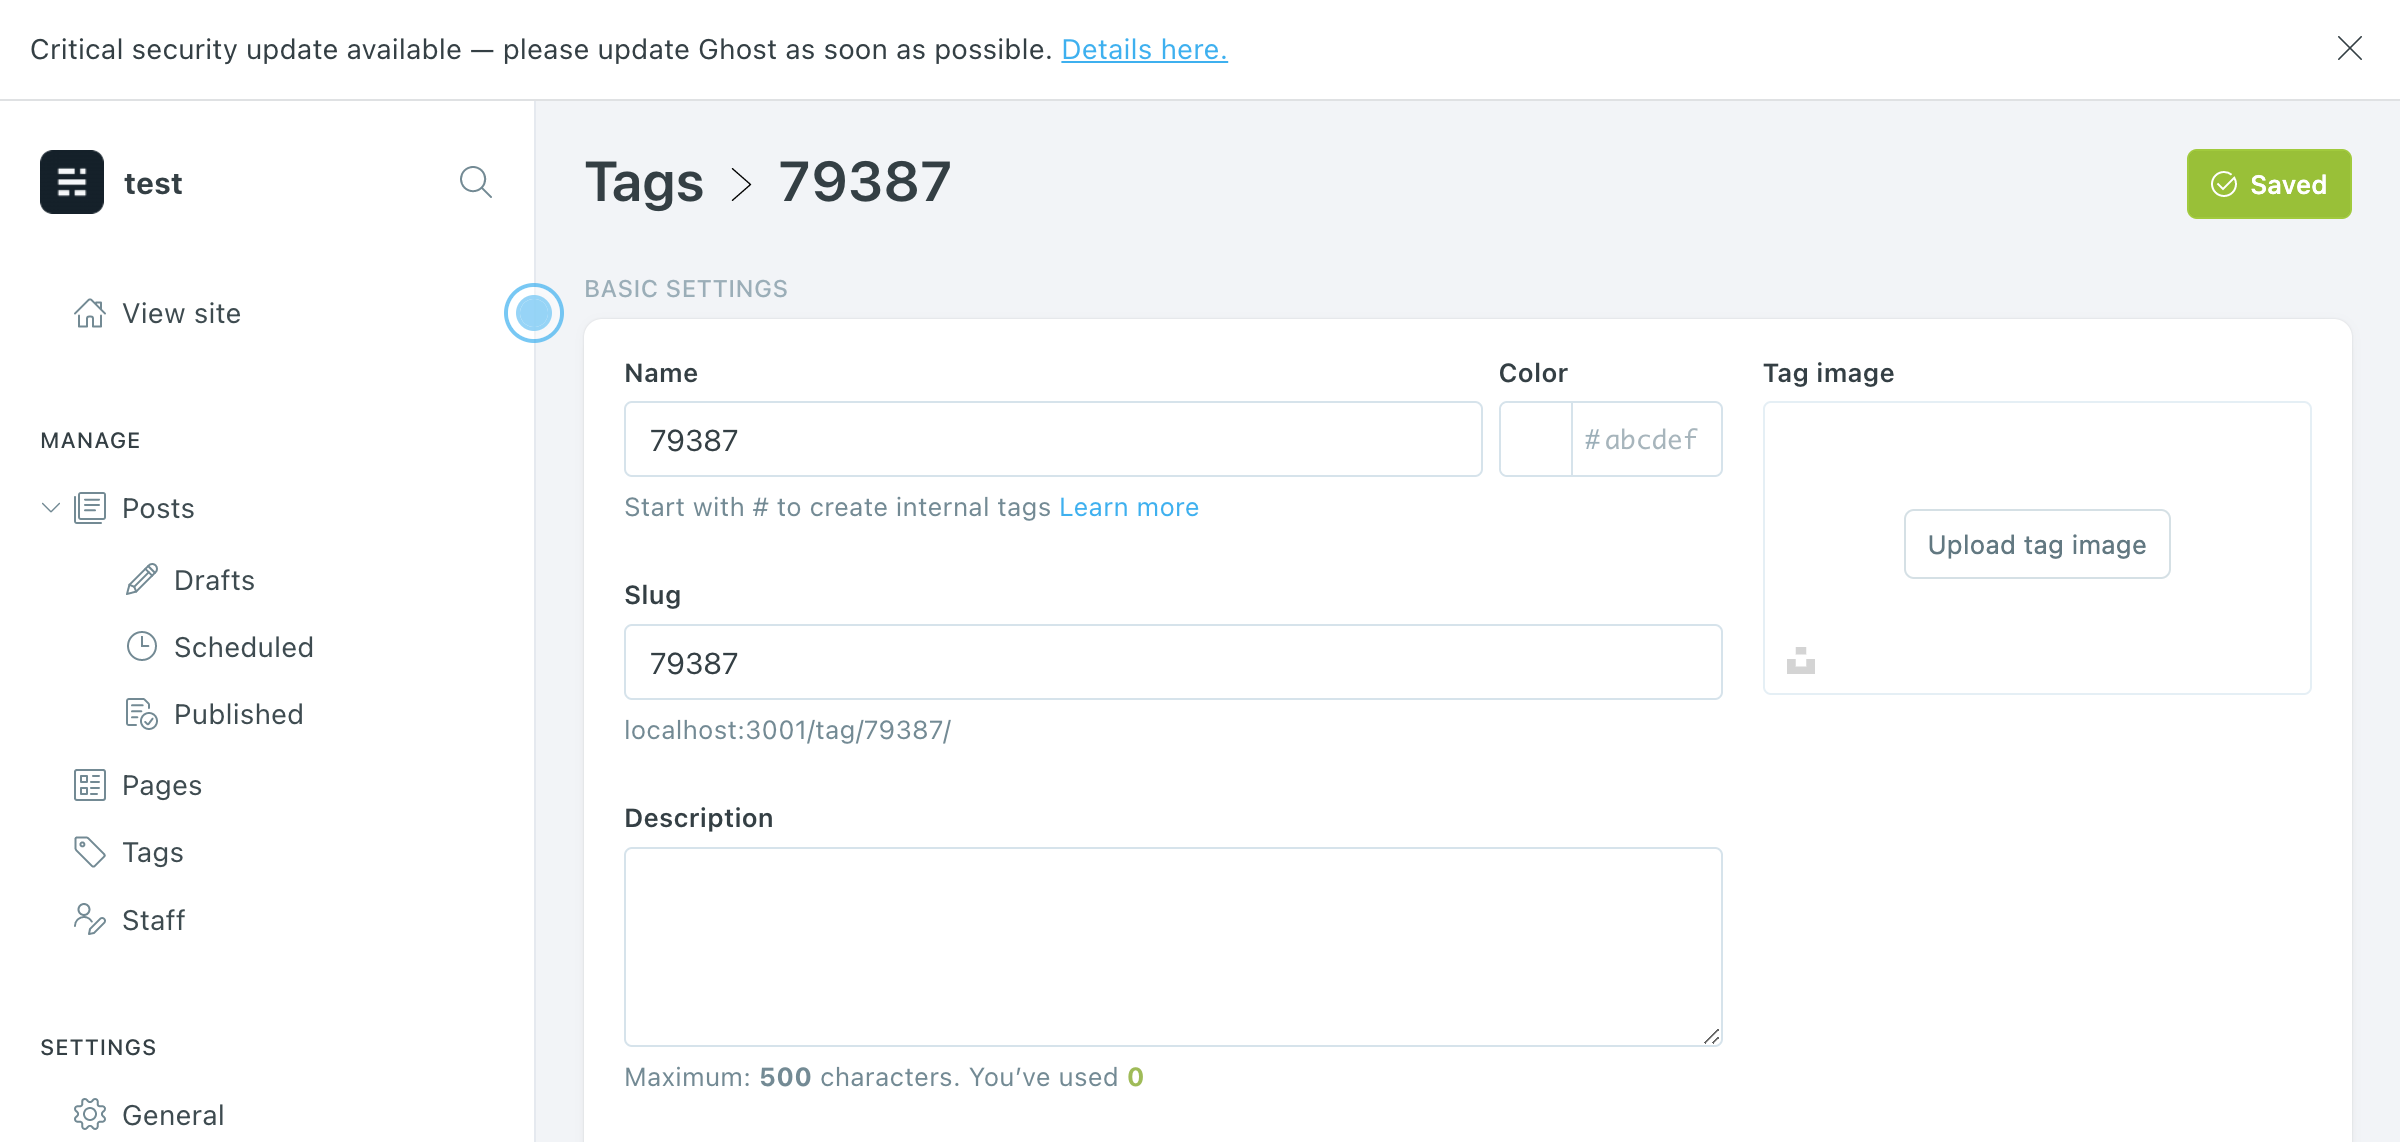 Critical security update available — please update Ghost as soon as possible. Details here.
test
View site
MANAGE
Posts
Drafts
Scheduled
Published
Pages
Tags
Staff
SETTINGS
General
Tags > 79387
Saved
BASIC SETTINGS
Name
79387
Start with # to create internal tags Learn more
Color
#abcdef
Slug
79387
localhost:3001/tag/79387/
Description
Maximum: 500 characters. You’ve used 0
Tag image
Upload tag image